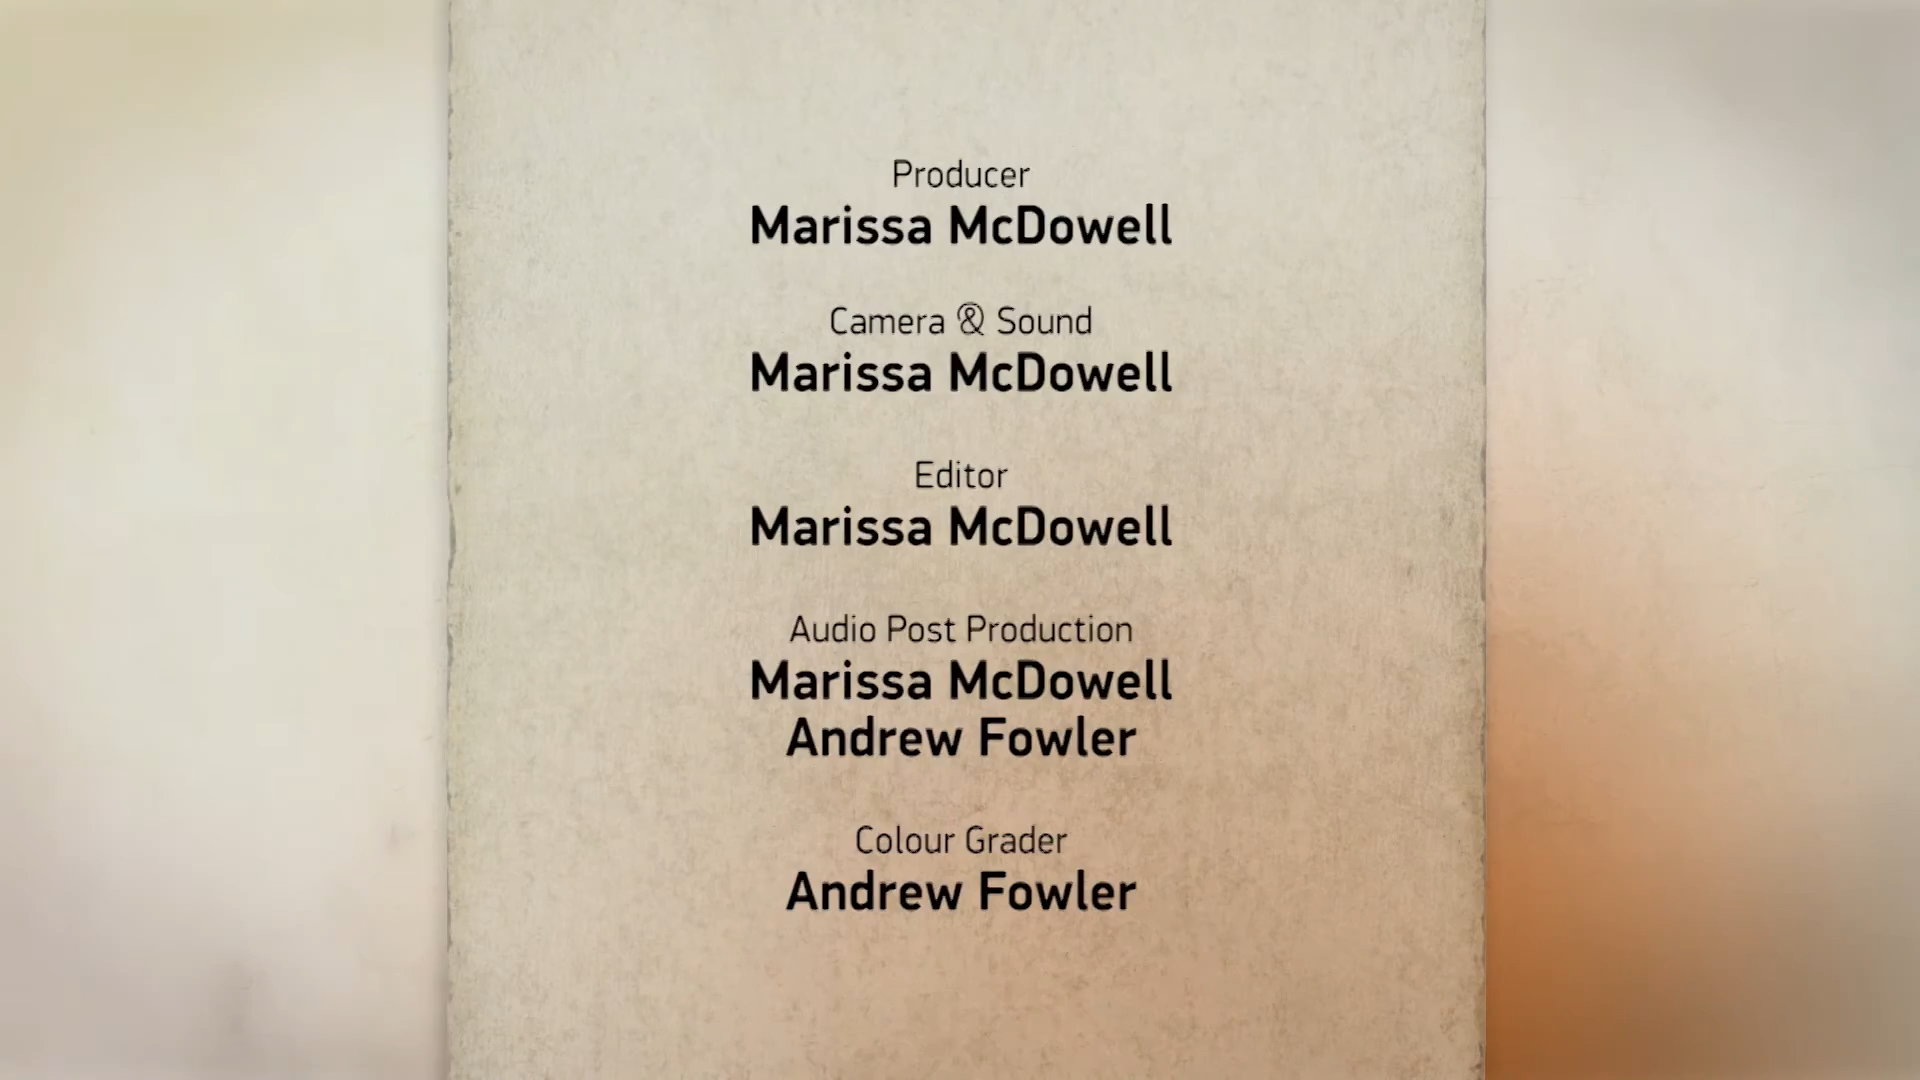 Producer
Marissa McDowell
Camera & Sound
Marissa McDowell
Editor
Marissa McDowell
Audio Post Production
Marissa McDowell
Andrew Fowler
Colour Grader
Andrew Fowler